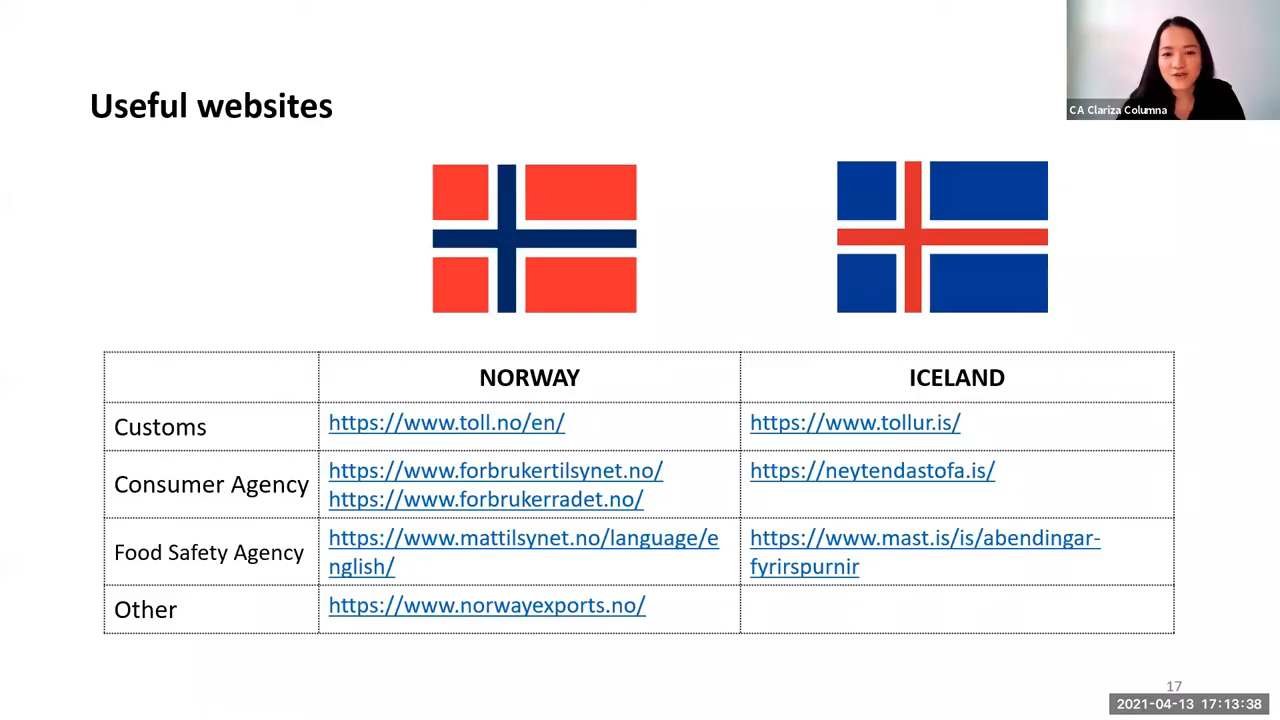 CA Clariza Columna
Useful websites
NORWAY
ICELAND
Customs
https://www.toll.no/en/
https://www.tollur.is/
Consumer Agency
https://www.forbrukertilsynet.no/
https://www.forbrukerradet.no/
https://neytendastofa.is/
Food Safety Agency
https://www.mattilsynet.no/language/e
nglish/
https://www.mast.is/is/abendingar-
fyrirspurnir
Other
https://www.norwayexports.no/
17
2021-04-13 17:13:38